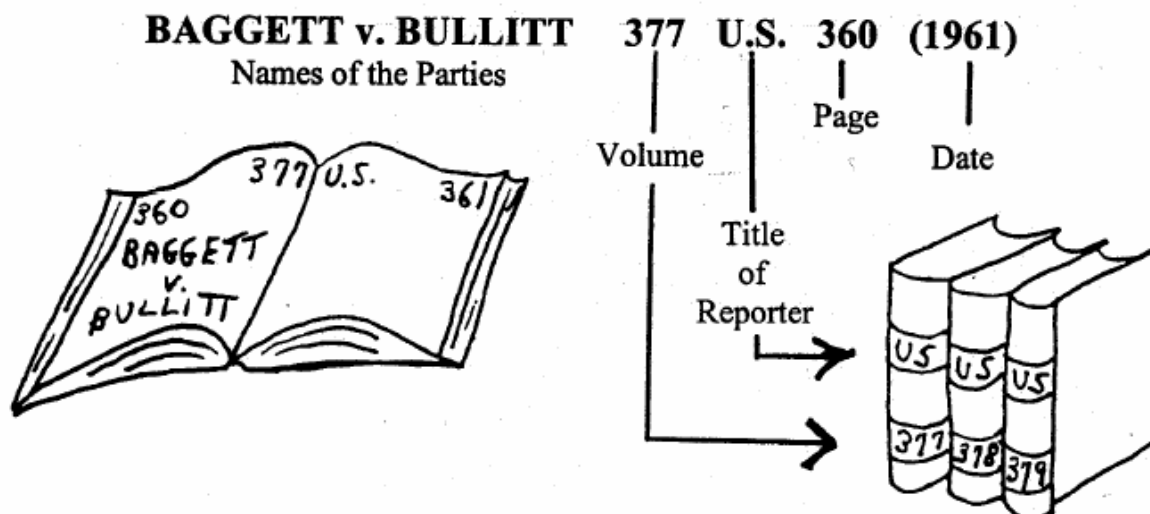 BAGGETT v. BULLITT 377 U.S. 360 (1961)
Names of the Parties
Page
Volume
Date
Title
of
Reporter
377 U.S.
360
361
BAGGETT
v.
BULLITT
US
US
US
377
378
379